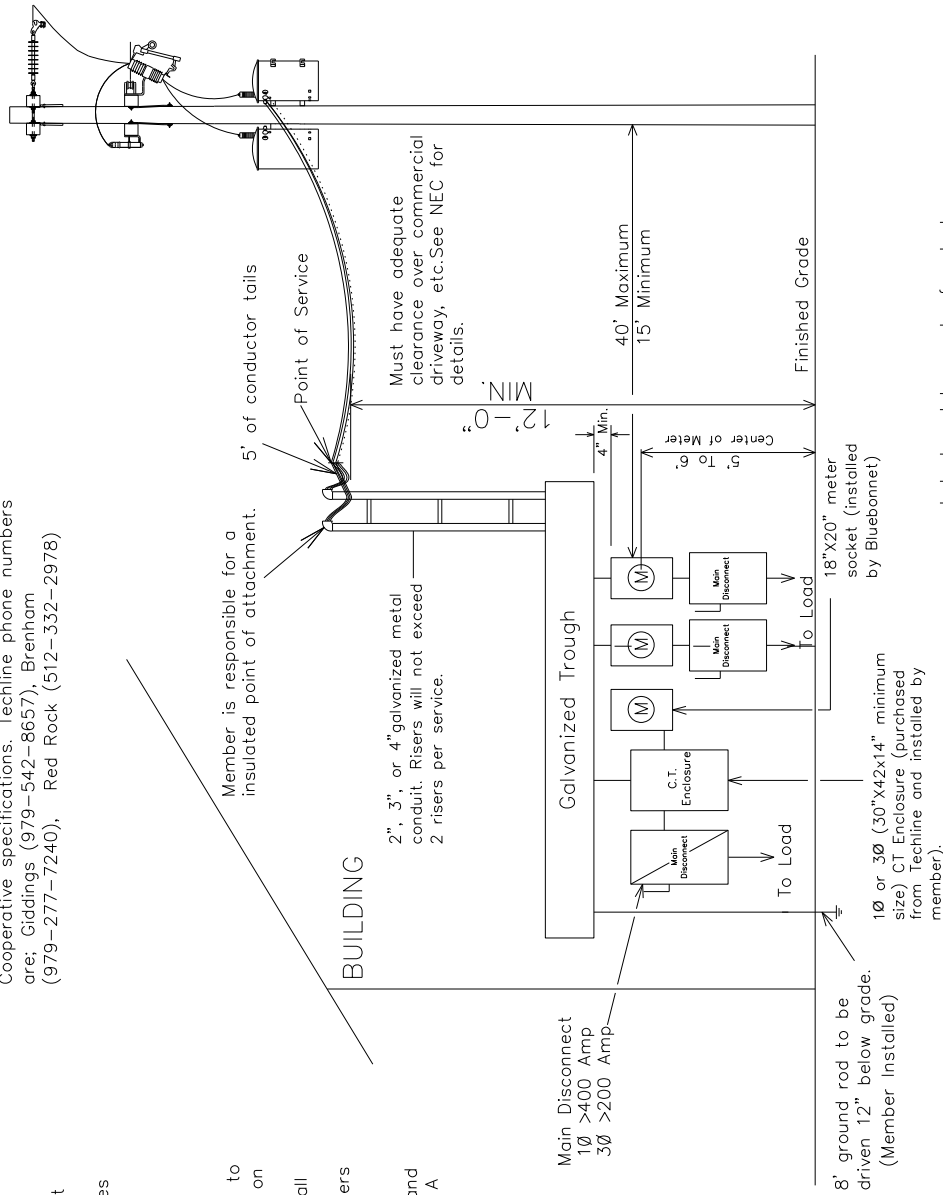 Cooperative specifications. Techline phone numbers
are; Giddings (979-542-8657), Brenham
(979-277-7240), Red Rock (512-332-2978)
t
es
to
on
all
ers
and
A
Member is responsible for a
insulated point of attachment.
5' of conductor tails
Point of Service
BUILDING
2", 3", or 4"galvanized metal
conduit. Risers will not exceed
2 risers per service.
Must have adequate
clearance over commercial
driveway, etc.See NEC for
details.
12'-0"
MIN.
Galvanized Trough
4" Min.
40' Maximum
15' Minimum
Main Disconnect
1Ø >400 Amp
3Ø >200 Amp
Main
Disconnect
C.T.
Enclosure
M
M
M
Main
Disconnect
Main
Disconnect
5' To 6'
Center of Meter
To Load
To Load
Finished Grade
8' ground rod to be
driven 12" below grade.
(Member Installed)
1Ø or 3Ø (30"X42x14" minimum
size) CT Enclosure (purchased
from Techline and installed by
member).
18"X20" meter
socket (installed
by Bluebonnet)